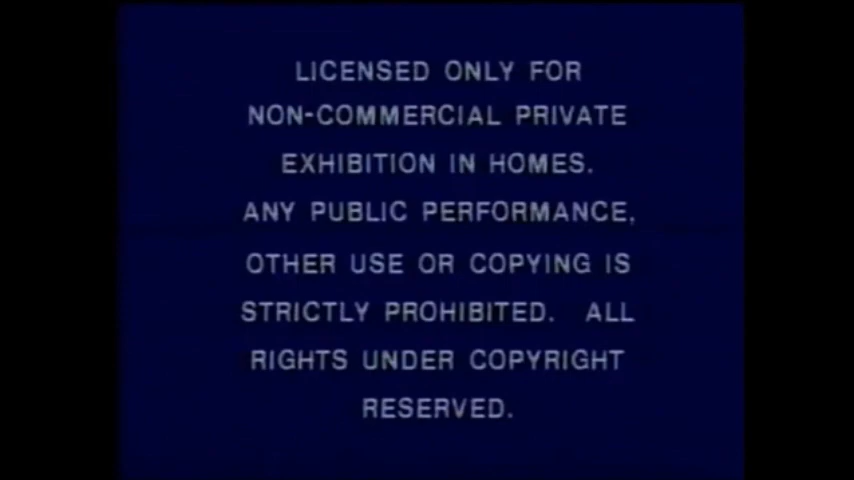 LICENSED ONLY FOR
NON-COMMERCIAL PRIVATE
EXHIBITION IN HOMES.
ANY PUBLIC PERFORMANCE,
OTHER USE OR COPYING IS
STRICTLY PROHIBITED. ALL
RIGHTS UNDER COPYRIGHT
RESERVED.